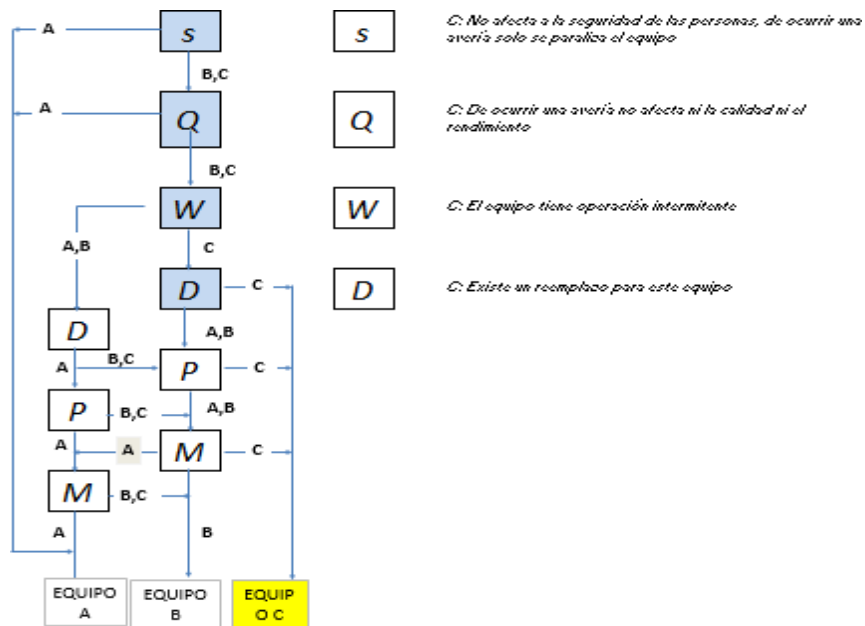 A
s
s
C: No afecta a la seguridad de las personas, de ocurrir una
avería solo se paraliza el equipo
B,C
A
Q
Q
C: De ocurrir una avería no afecta ni la calidad ni el
rendimiento
B,C
W
W
C: El equipo tiene operación intermitente
A,B
C
D
C
D
C: Existe un reemplazo para este equipo
D
A,B
B,C
A
P
C
P
B,C
A,B
A
A
M
C
M
B,C
A
B
EQUIPO
A
EQUIPO
B
EQUIP
O C